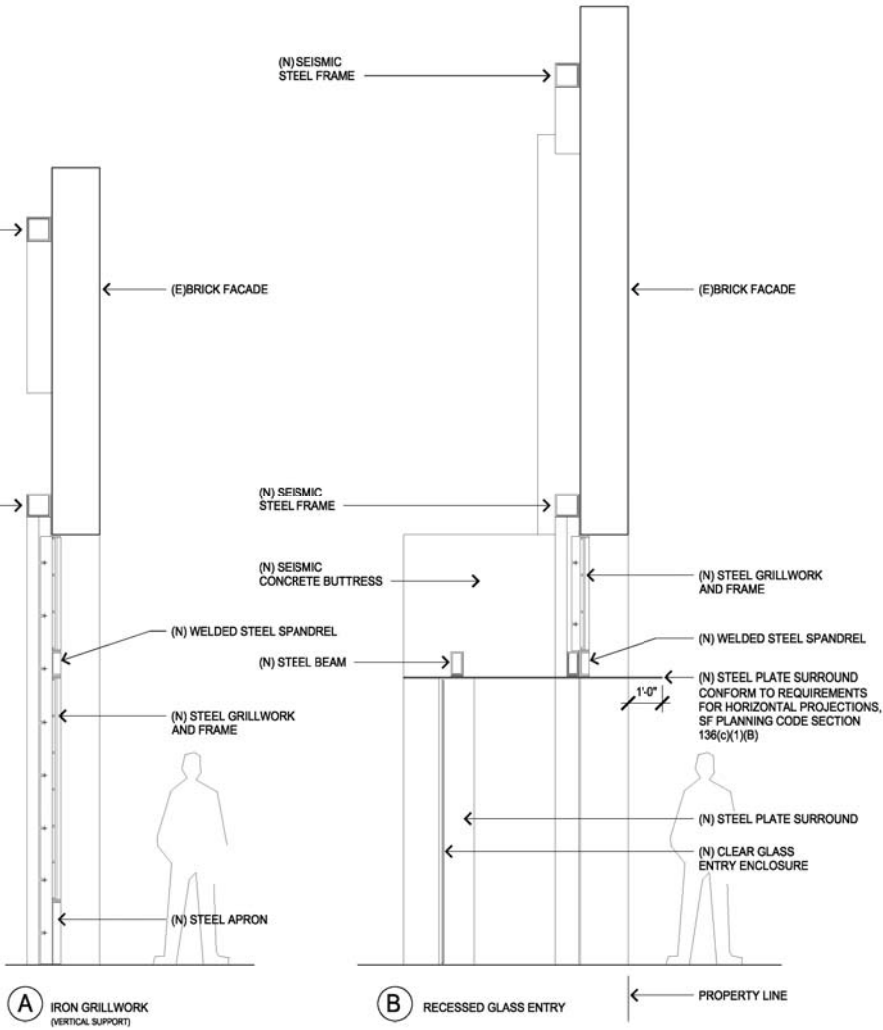 (N) SEISMIC
STEEL FRAME
(E)BRICK FACADE
(E)BRICK FACADE
(N) SEISMIC
STEEL FRAME
(N) SEISMIC
CONCRETE BUTTRESS
(N) STEEL GRILLWORK
AND FRAME
(N) WELDED STEEL SPANDREL
(N) WELDED STEEL SPANDREL
(N) STEEL BEAM
(N) STEEL PLATE SURROUND
CONFORM TO REQUIREMENTS
FOR HORIZONTAL PROJECTIONS,
SF PLANNING CODE SECTION
136(c)(1)(B)
1'-0"
(N) STEEL GRILLWORK
AND FRAME
(N) STEEL PLATE SURROUND
(N) CLEAR GLASS
ENTRY ENCLOSURE
(N) STEEL APRON
A IRON GRILLWORK
(VERTICAL SUPPORT)
B RECESSED GLASS ENTRY
PROPERTY LINE